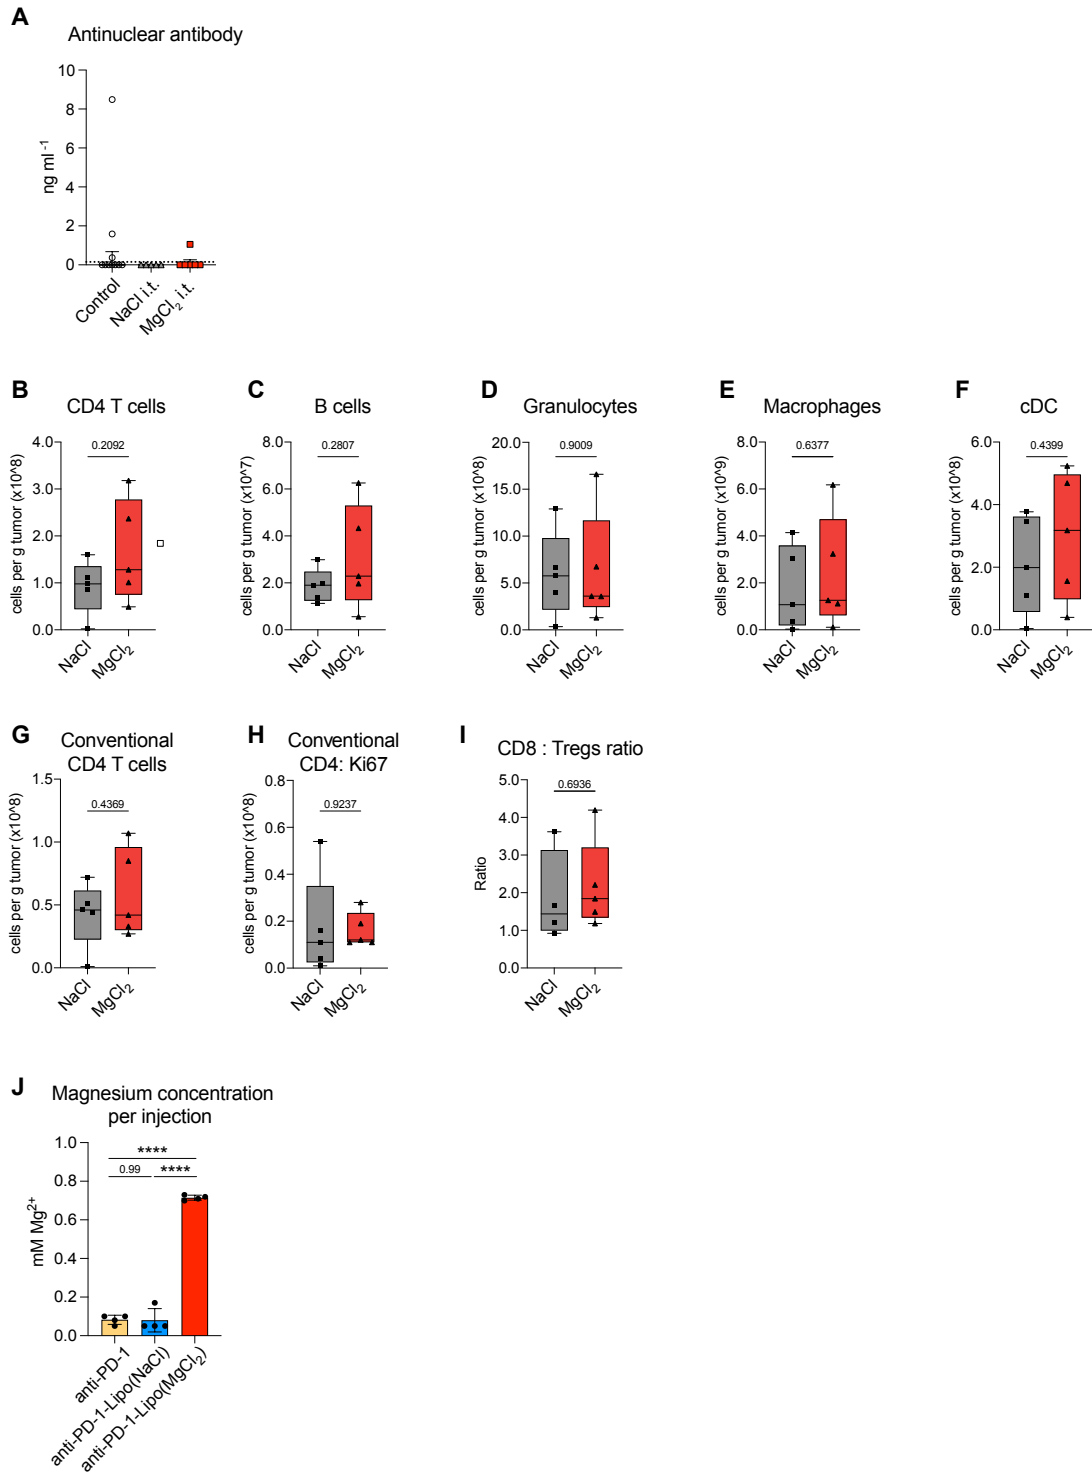 A
Antinuclear antibody
10
8
6
4
2
0
ng ml⁻¹
Control
NaCl i.t.
MgCl₂ i.t.
B
CD4 T cells
4.0
3.0
2.0
1.0
0.0
cells per g tumor (x10^8)
0.2092
NaCl
MgCl₂
C
B cells
8.0
6.0
4.0
2.0
0.0
cells per g tumor (x10^7)
0.2807
NaCl
MgCl₂
D
Granulocytes
20.0
15.0
10.0
5.0
0.0
cells per g tumor (x10^8)
0.9009
NaCl
MgCl₂
E
Macrophages
8.0
6.0
4.0
2.0
0.0
cells per g tumor (x10^9)
0.6377
NaCl
MgCl₂
F
cDC
6.0
4.0
2.0
0.0
cells per g tumor (x10^8)
0.4399
NaCl
MgCl₂
G
Conventional
CD4 T cells
1.5
1.0
0.5
0.0
cells per g tumor (x10^8)
0.4369
NaCl
MgCl₂
H
Conventional
CD4: Ki67
0.8
0.6
0.4
0.2
0.0
cells per g tumor (x10^8)
0.9237
NaCl
MgCl₂
I
CD8 : Tregs ratio
5.0
4.0
3.0
2.0
1.0
0.0
Ratio
0.6936
NaCl
MgCl₂
J
Magnesium concentration
per injection
1.0
0.8
0.6
0.4
0.2
0.0
mM Mg²⁺
****
0.99
****
anti-PD-1
anti-PD-1-Lipo(NaCl)
anti-PD-1-Lipo(MgCl₂)